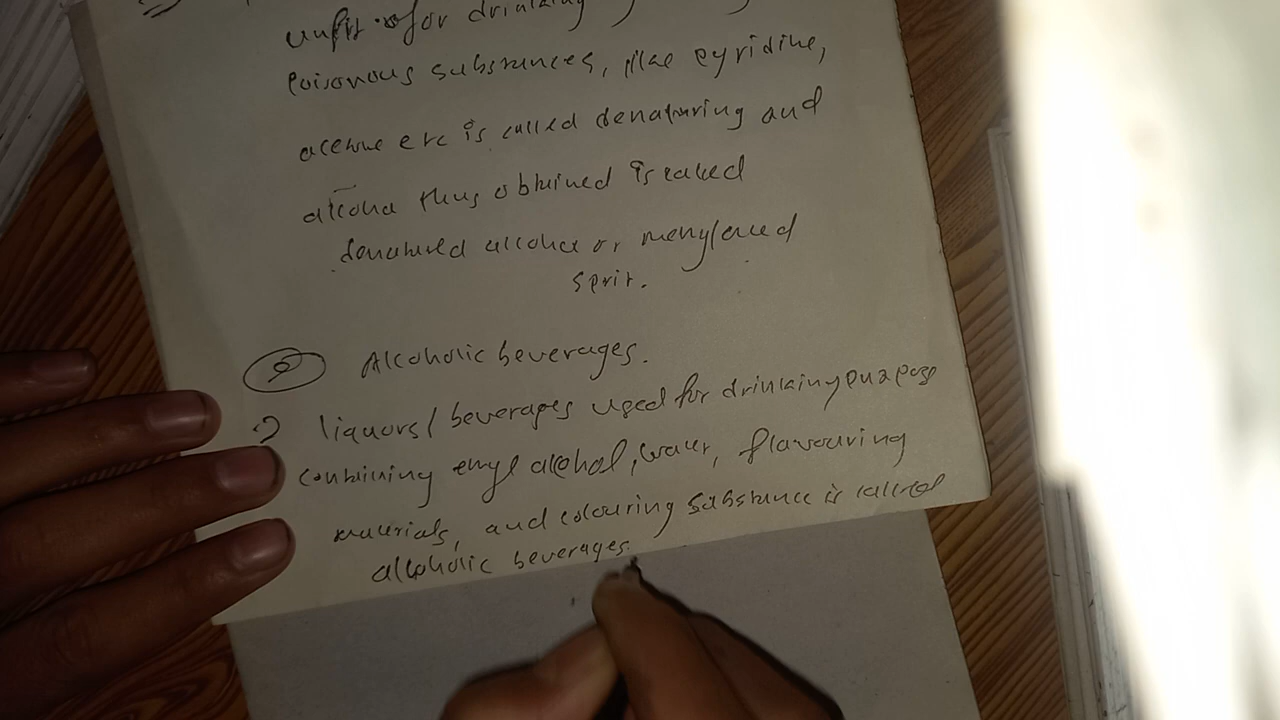 unfit for drinking
poisonous substances, like pyridine,
acetone etc is called denaturing and
alcohol thus obtained is called
denatured alcohol or menylated
sprit.
② Alcoholic beverages.
→ liquors/beverages used for drinking purpose
containing ethyl alcohol, water, flavouring
materials, and colouring substance is called
alcoholic beverages.